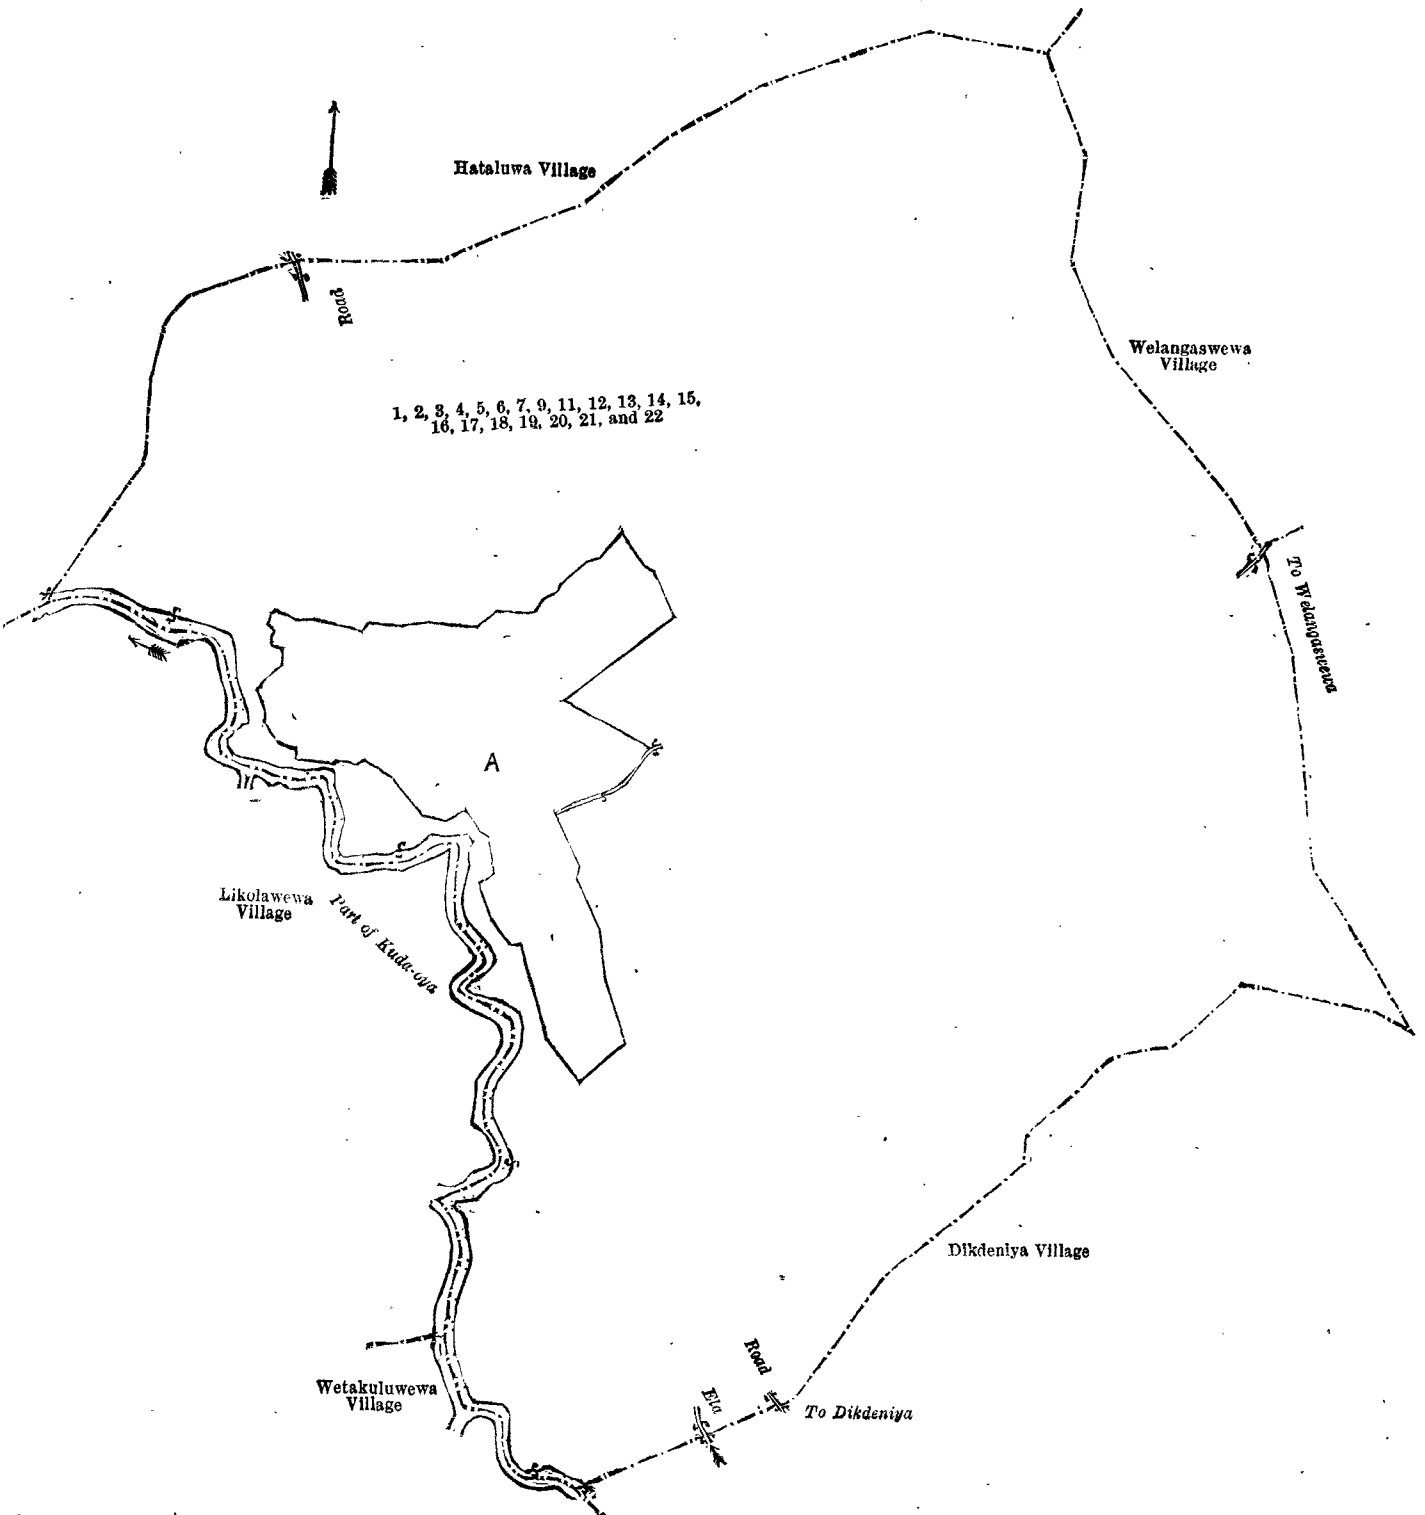 Hataluwa Village
Road
Welangaswewa
Village
1, 2, 3, 4, 5, 6, 7, 9, 11, 12, 13, 14, 15,
16, 17, 18, 19, 20, 21, and 22
To Welangaswewa
A
Likolawewa
Village
Part of Kuda-oya
Dikdeniya Village
Road
Ela
To Dikdeniya
Wetakuluwewa
Village